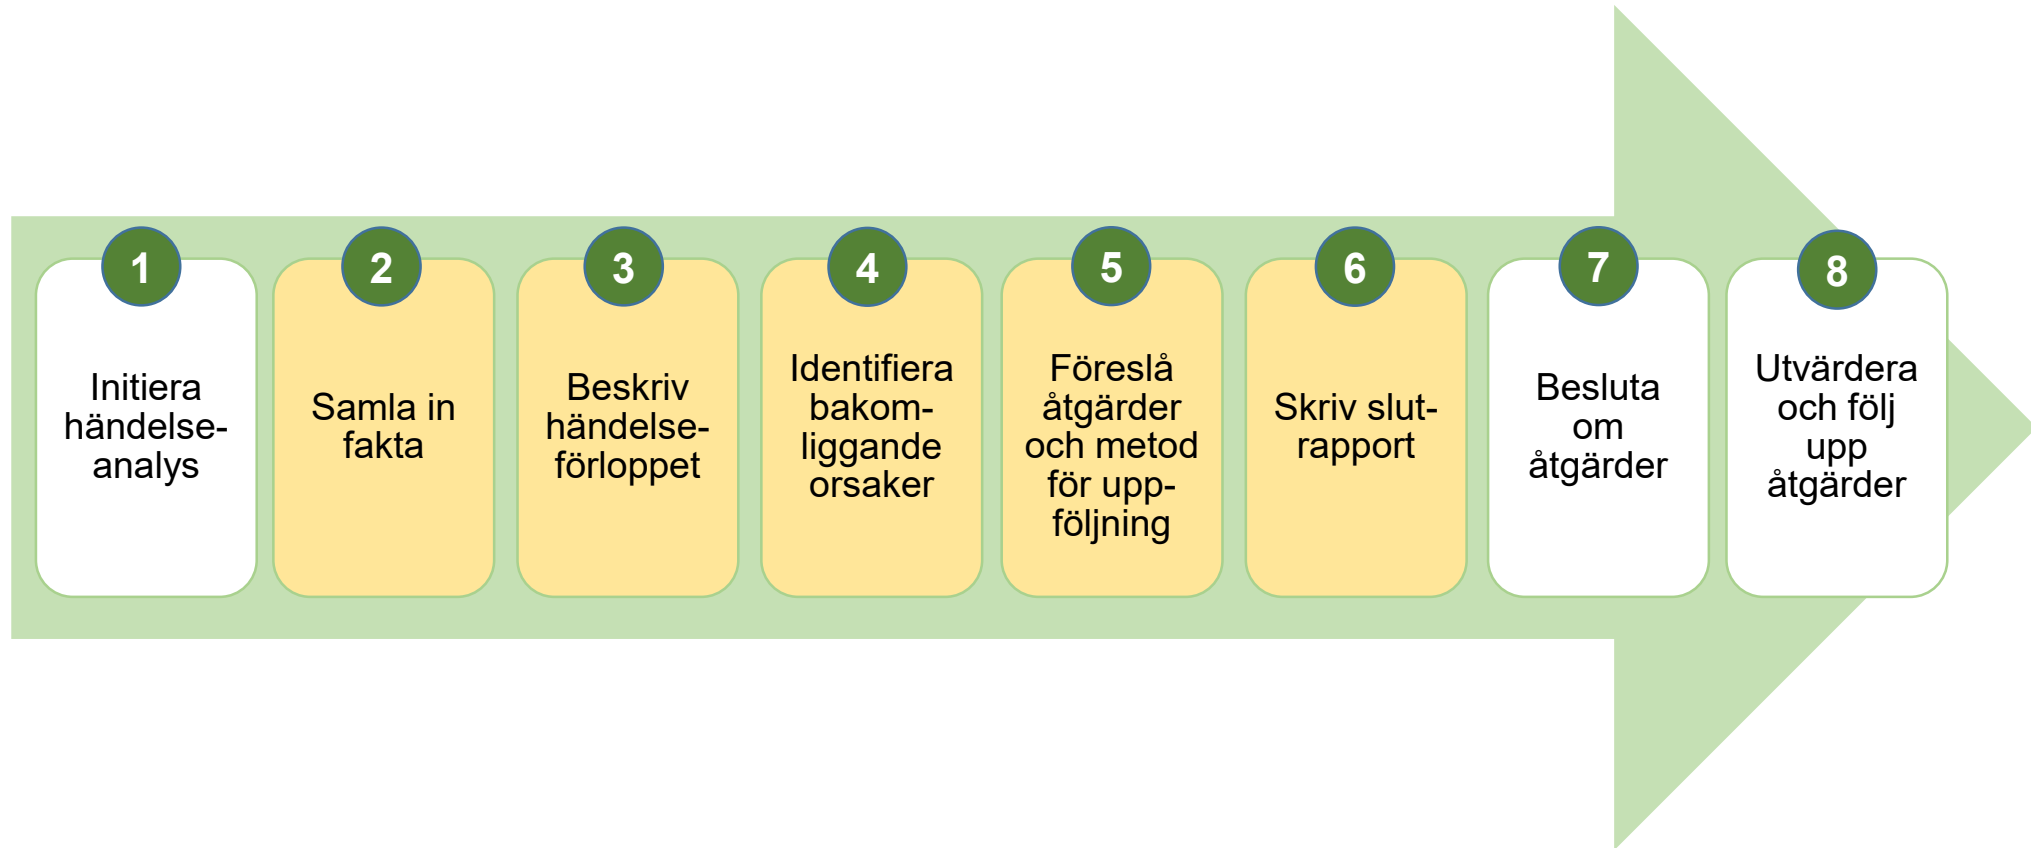 1
Initiera
händelse-
analys
2
Samla in
fakta
3
Beskriv
händelse-
förloppet
4
Identifiera
bakom-
liggande
orsaker
5
Föreslå
åtgärder
och metod
för upp-
följning
6
Skriv slut-
rapport
7
Besluta
om
åtgärder
8
Utvärdera
och följ
upp
åtgärder